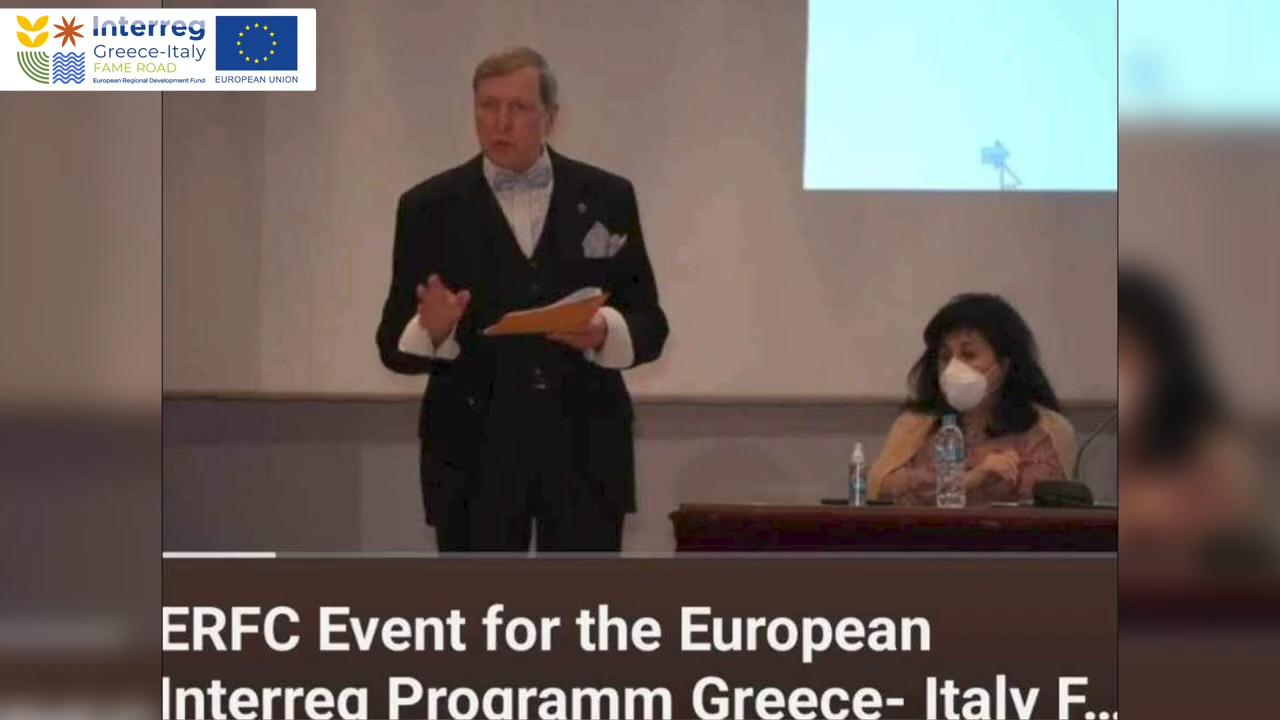 Interreg
Greece-Italy
FAME ROAD
European Regional Development Fund
EUROPEAN UNION
ERFC Event for the European
Interreg Programm Greece- Italy F...